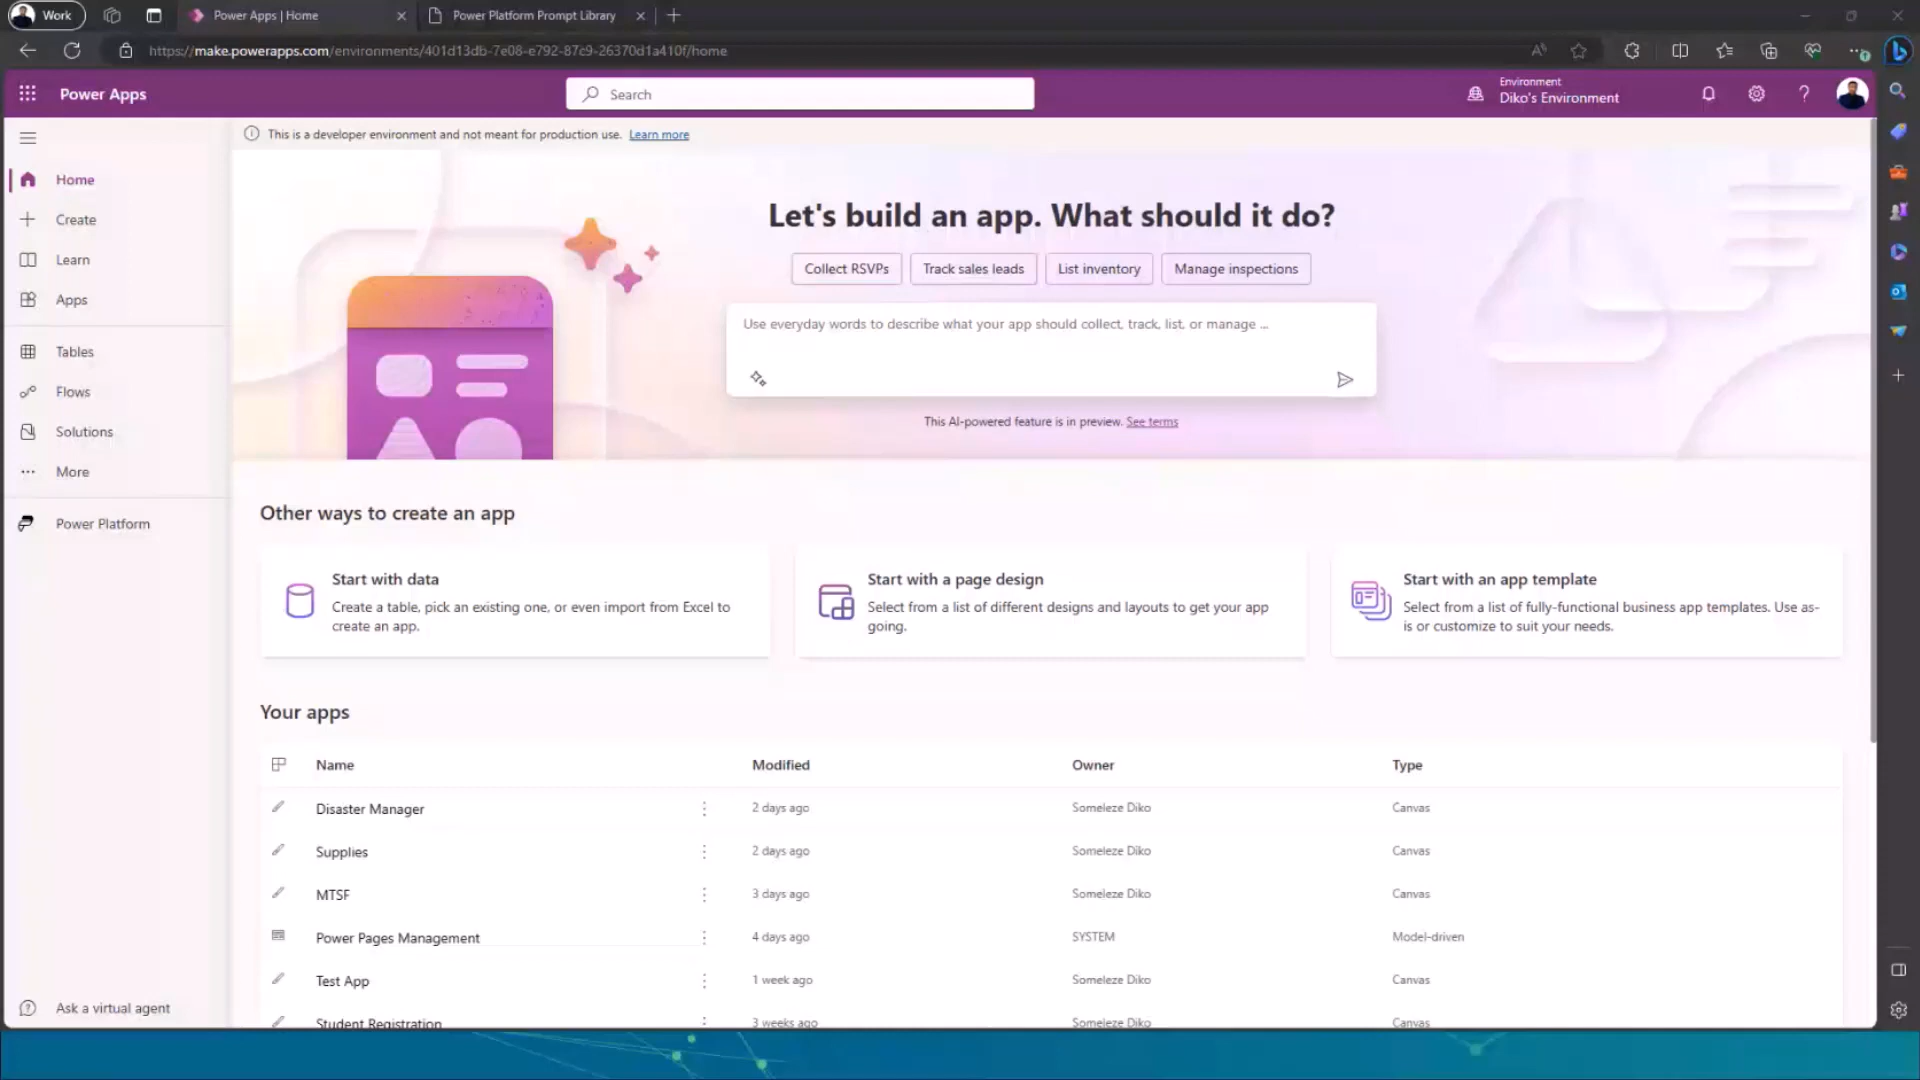 Work
Power Apps | Home
Power Platform Prompt Library
https://make.powerapps.com/environments/401d13db-7e08-e792-87c9-26370d1a410f/home
Power Apps
Search
Environment
Diko's Environment
This is a developer environment and not meant for production use. Learn more
Home
Create
Learn
Apps
Tables
Flows
Solutions
More
Power Platform
Ask a virtual agent
Let's build an app. What should it do?
Collect RSVPs
Track sales leads
List inventory
Manage inspections
Use everyday words to describe what your app should collect, track, list, or manage ...
This AI-powered feature is in preview. See terms
Other ways to create an app
Start with data
Create a table, pick an existing one, or even import from Excel to
create an app.
Start with a page design
Select from a list of different designs and layouts to get your app
going.
Start with an app template
Select from a list of fully-functional business app templates. Use as-
is or customize to suit your needs.
Your apps
Name Modified Owner Type
Disaster Manager 2 days ago Someleze Diko Canvas
Supplies 2 days ago Someleze Diko Canvas
MTSF 3 days ago Someleze Diko Canvas
Power Pages Management 4 days ago SYSTEM Model-driven
Test App 1 week ago Someleze Diko Canvas
Student Registration 3 weeks ago Someleze Diko Canvas